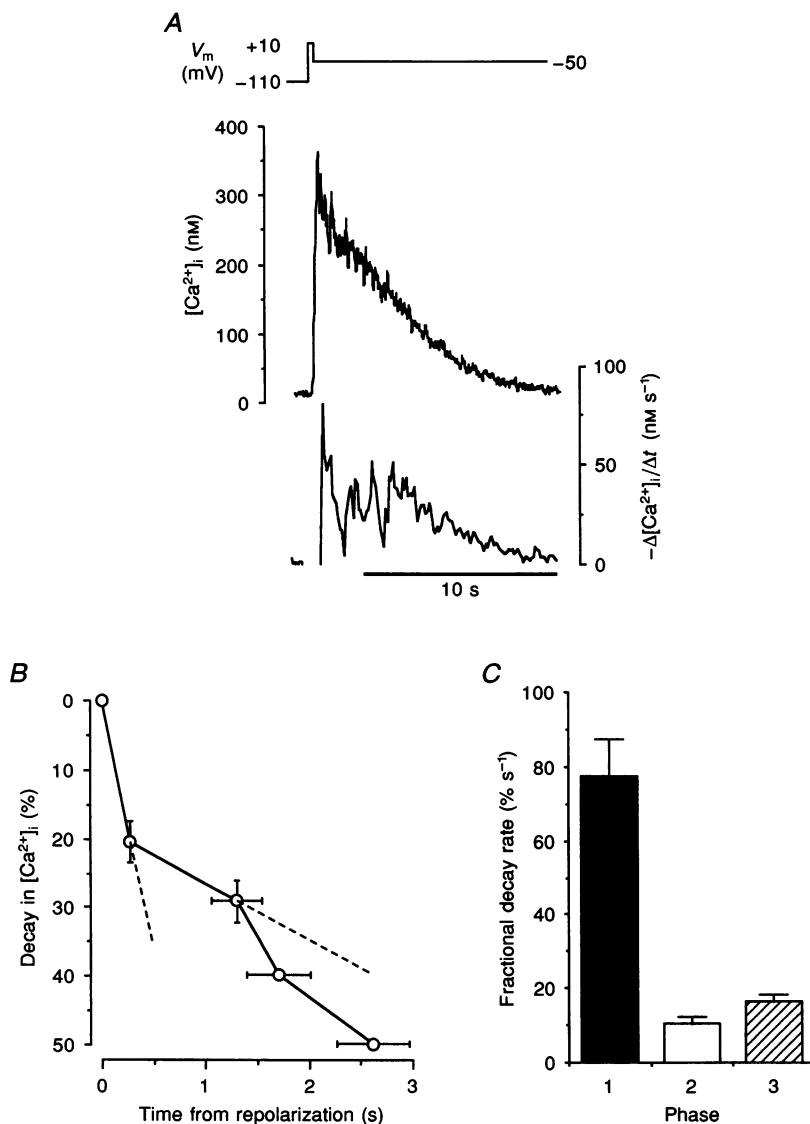 A
V_m
(mV)
+10
−110
−50
400
300
200
100
0
[Ca²⁺]ᵢ (nM)
100
50
0
−Δ[Ca²⁺]ᵢ/Δt (nM s⁻¹)
10 s
B
0
10
20
30
40
50
Decay in [Ca²⁺]ᵢ (%)
0 1 2 3
Time from repolarization (s)
C
100
80
60
40
20
0
Fractional decay rate (% s⁻¹)
1 2 3
Phase